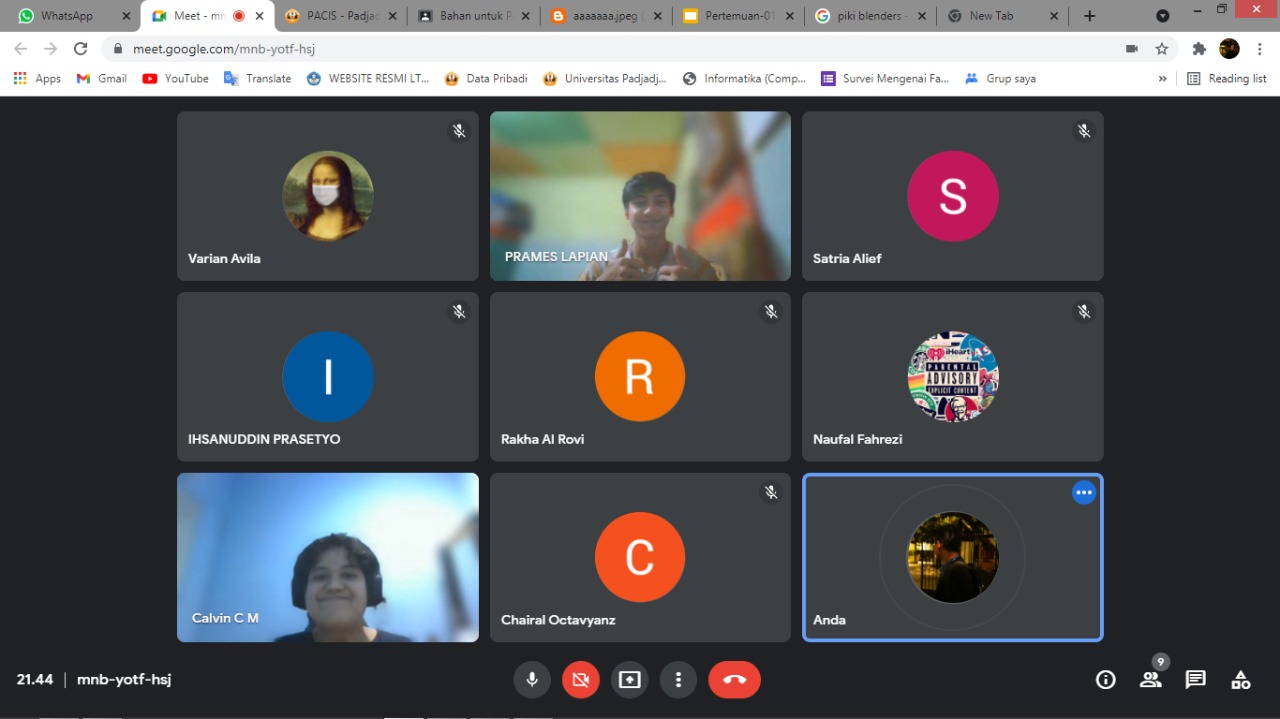 WhatsApp
Meet - mn
PACIS - Padjad
Bahan untuk P
aaaaaaa.jpeg (
Pertemuan-01
piki blenders -
New Tab
meet.google.com/mnb-yotf-hsj
Apps
Gmail
YouTube
Translate
WEBSITE RESMI LT...
Data Pribadi
Universitas Padjadj...
Informatika (Comp...
Survei Mengenai Fa...
Grup saya
»
Reading list
Varian Avila
PRAMES LAPIAN
S
Satria Alief
I
IHSANUDDIN PRASETYO
R
Rakha Al Rovi
iHeart
PARENTAL
ADVISORY
EXPLICIT CONTENT
KFC
Naufal Fahrezi
Calvin C M
C
Chairal Octavyanz
Anda
21.44 | mnb-yotf-hsj
9